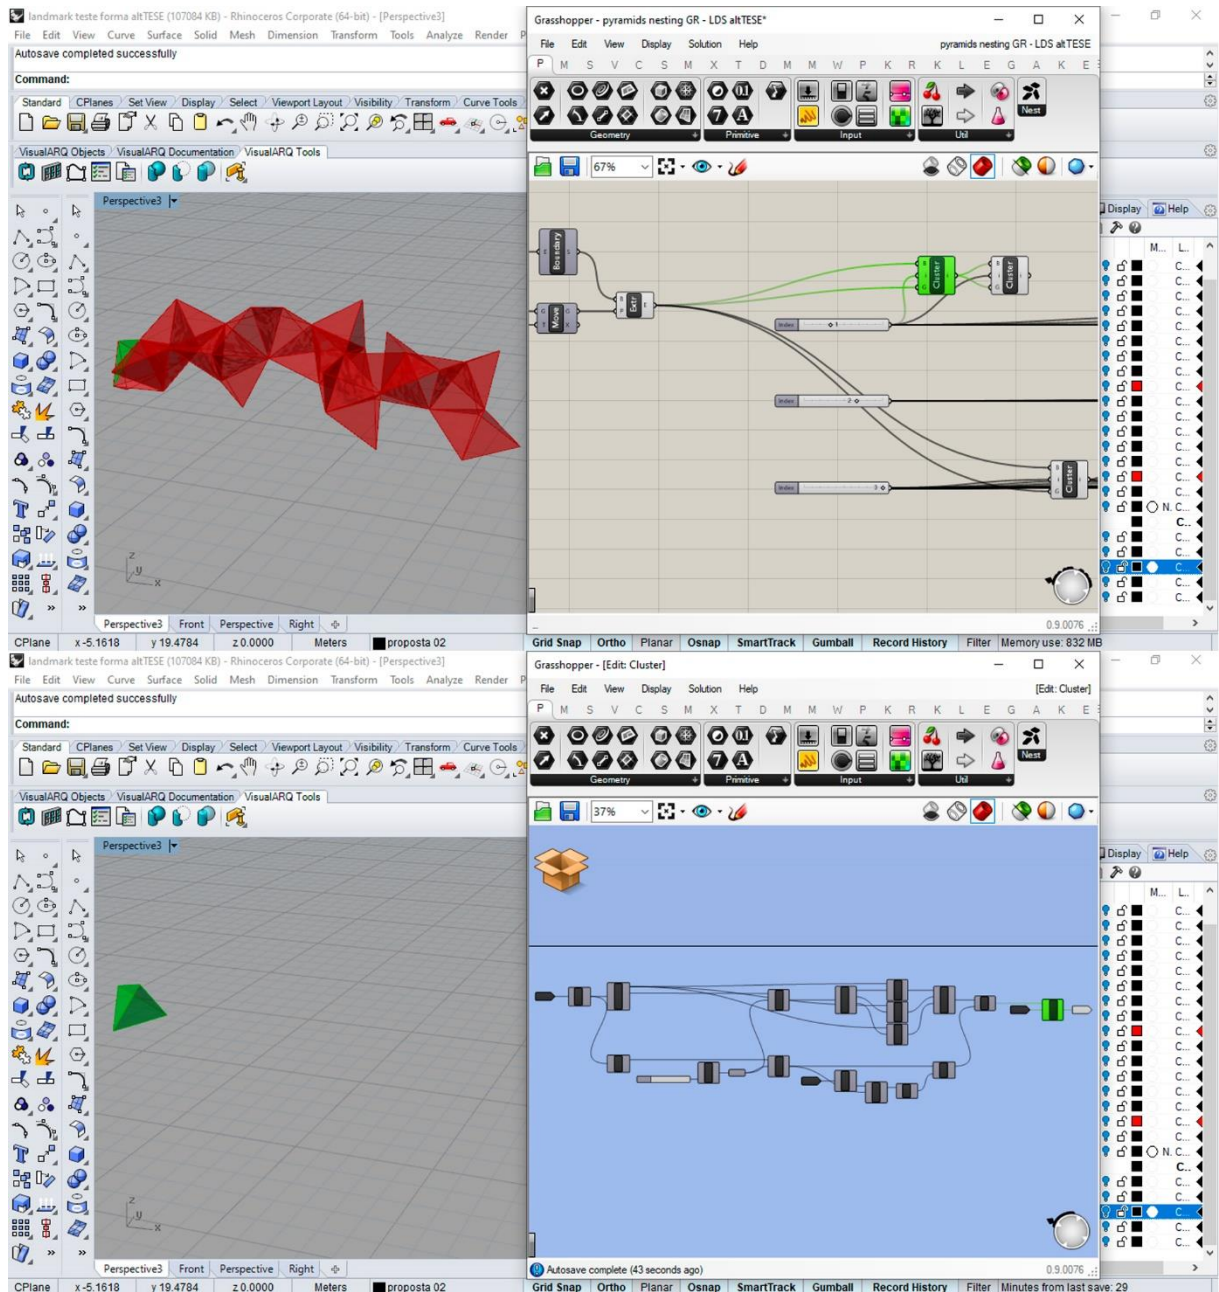 landmark teste forma altTESE (107084 KB) - Rhinoceros Corporate (64-bit) - [Perspective3]
File Edit View Curve Surface Solid Mesh Dimension Transform Tools Analyze Render P
Autosave completed successfully
Command:
Standard CPlanes Set View Display Select Viewport Layout Visibility Transform Curve Tools
VisualARQ Objects VisualARQ Documentation VisualARQ Tools
Perspective3
z
y
x
Perspective3 Front Perspective Right
CPlane x -5.1618 y 19.4784 z 0.0000 Meters proposta 02
Grasshopper - pyramids nesting GR - LDS altTESE*
File Edit View Display Solution Help pyramids nesting GR - LDS altTESE
P M S V C S M X T D M M W P K R K L E G A K E
Nest
Geometry Primitive Input Util
67%
Boundary
Move
Extr
Cluster
Cluster
Index 1
Index 2
Index 3
Cluster
0.9.0076
Display Help
M... L...
N. C...
Grid Snap Ortho Planar Osnap SmartTrack Gumball Record History Filter Memory use: 832 MB
landmark teste forma altTESE (107084 KB) - Rhinoceros Corporate (64-bit) - [Perspective3]
File Edit View Curve Surface Solid Mesh Dimension Transform Tools Analyze Render P
Autosave completed successfully
Command:
Standard CPlanes Set View Display Select Viewport Layout Visibility Transform Curve Tools
VisualARQ Objects VisualARQ Documentation VisualARQ Tools
Perspective3
z
y
x
Perspective3 Front Perspective Right
CPlane x -5.1618 y 19.4784 z 0.0000 Meters proposta 02
Grasshopper - [Edit: Cluster]
File Edit View Display Solution Help [Edit: Cluster]
P M S V C S M X T D M M W P K R K L E G A K E
Nest
Geometry Primitive Input Util
37%
Autosave complete (43 seconds ago) 0.9.0076
Display Help
M... L...
N. C...
Grid Snap Ortho Planar Osnap SmartTrack Gumball Record History Filter Minutes from last save: 29